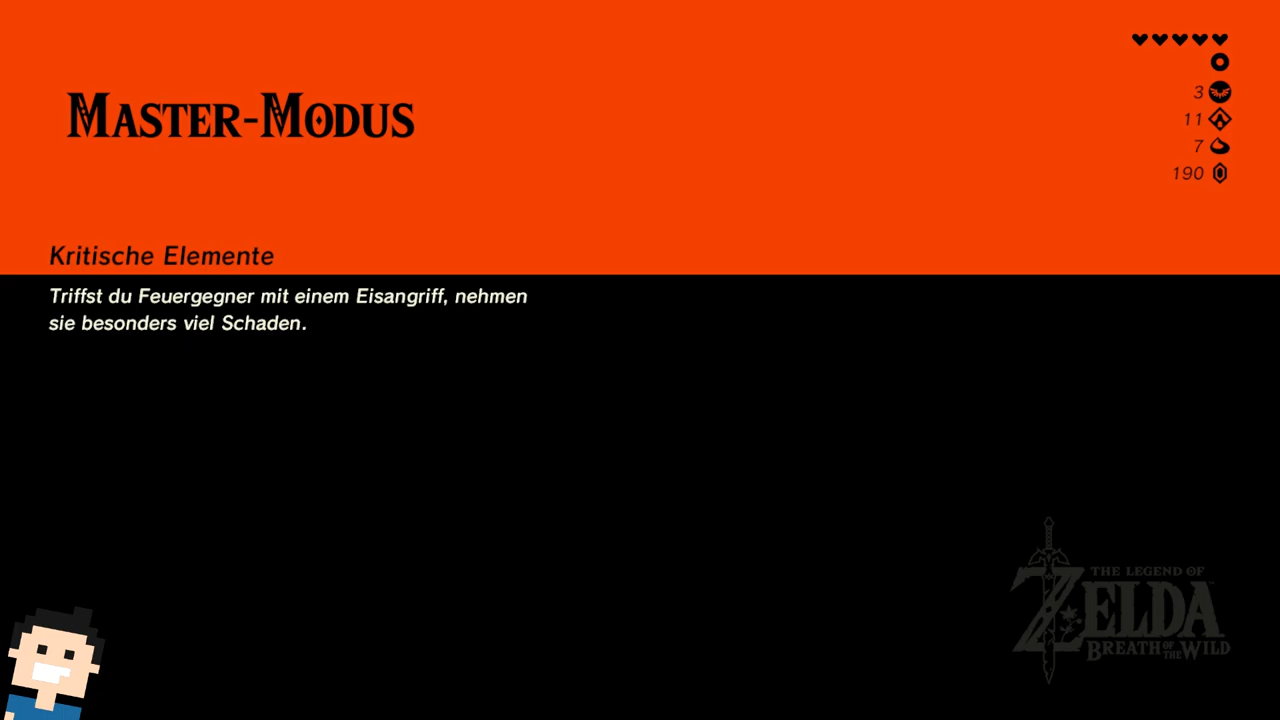 MASTER-MODUS
3
11
7
190
Kritische Elemente
Triffst du Feuergegner mit einem Eisangriff, nehmen
sie besonders viel Schaden.
THE LEGEND OF
ZELDA
BREATH OF THE WILD